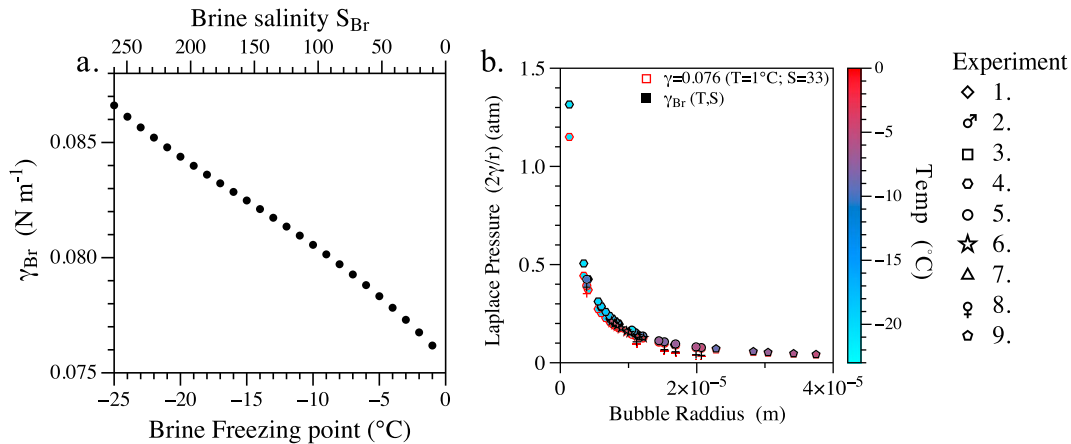 Brine salinity S_Br
250 200 150 100 50 0
a.
γ_Br (N m⁻¹)
0.085
0.080
0.075
−25 −20 −15 −10 −5 0
Brine Freezing point (°C)
b.
γ=0.076 (T=1°C; S=33)
γ_Br (T,S)
Laplace Pressure (2γ/r) (atm)
1.5
1.0
0.5
0
0 2×10⁻⁵ 4×10⁻⁵
Bubble Raddius (m)
0
−5
−10
−15
−20
Temp (°C)
Experiment
1.
2.
3.
4.
5.
6.
7.
8.
9.